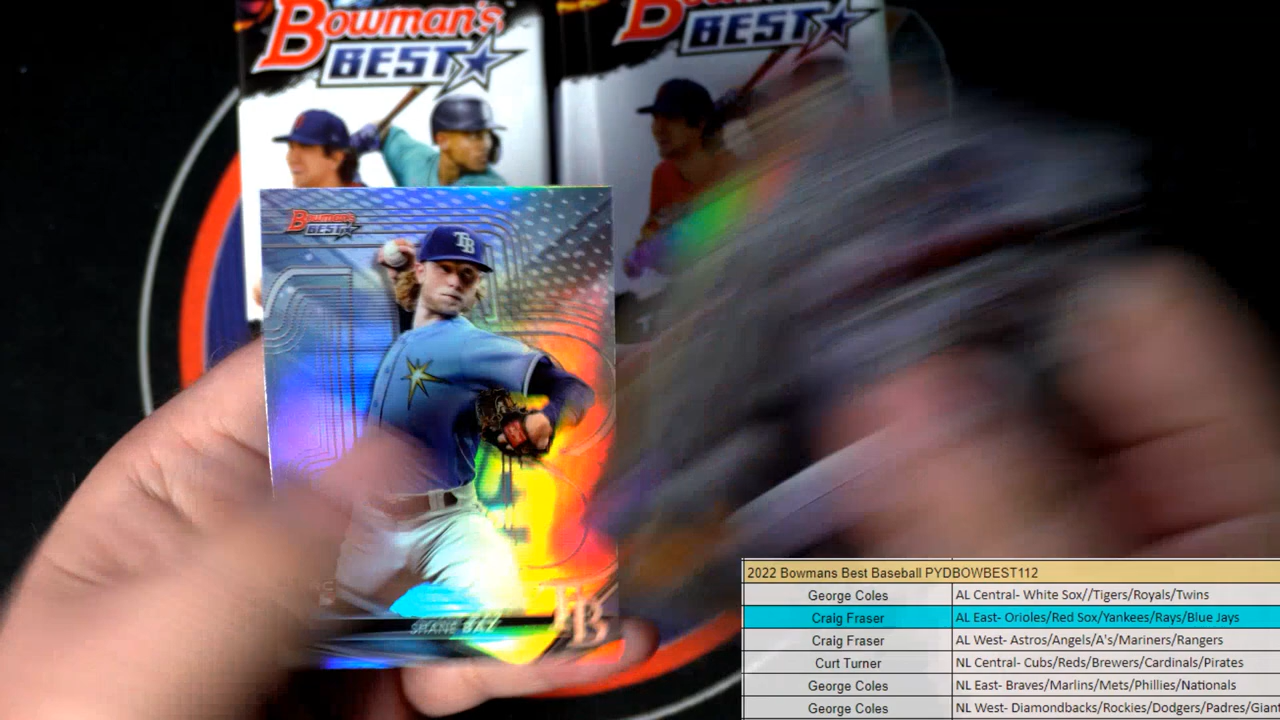 Bowman's
BEST
Bowman's
BEST
Bowman's
BEST
TB
SHANE BAZ
TB
2022 Bowmans Best Baseball PYDBOWBEST112
George Coles AL Central- White Sox//Tigers/Royals/Twins
Craig Fraser AL East- Orioles/Red Sox/Yankees/Rays/Blue Jays
Craig Fraser AL West- Astros/Angels/A's/Mariners/Rangers
Curt Turner NL Central- Cubs/Reds/Brewers/Cardinals/Pirates
George Coles NL East- Braves/Marlins/Mets/Phillies/Nationals
George Coles NL West- Diamondbacks/Rockies/Dodgers/Padres/Giant